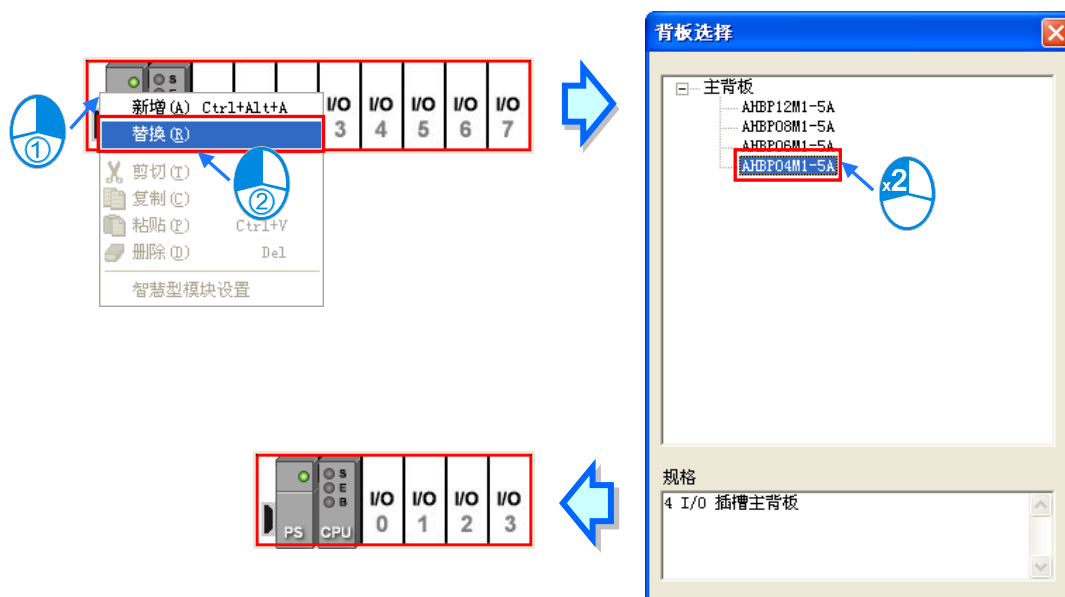 S
I/O I/O I/O I/O I/O
3 4 5 6 7
①
新增(A) Ctrl+Alt+A
替换(R)
②
剪切(T)
复制(C)
粘贴(P) Ctrl+V
删除(D) Del
智慧型模块设置
背板选择
主背板
AHBP12M1-5A
AHBP08M1-5A
AHBP06M1-5A
AHBP04M1-5A
x2
规格
4 I/O 插槽主背板
S
E
B
PS CPU
I/O I/O I/O I/O
0 1 2 3